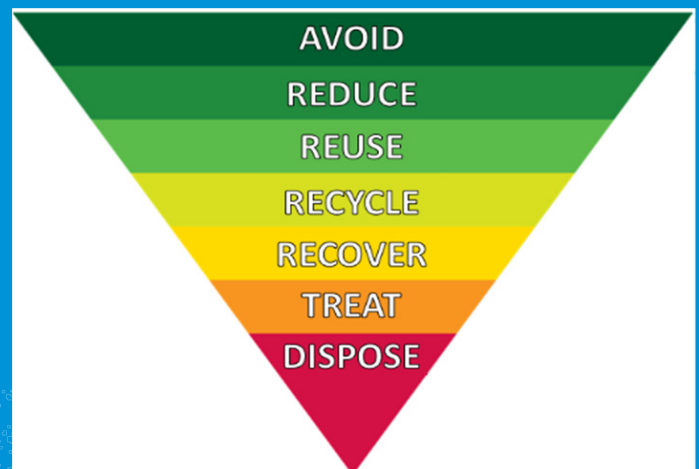 AVOID
REDUCE
REUSE
RECYCLE
RECOVER
TREAT
DISPOSE